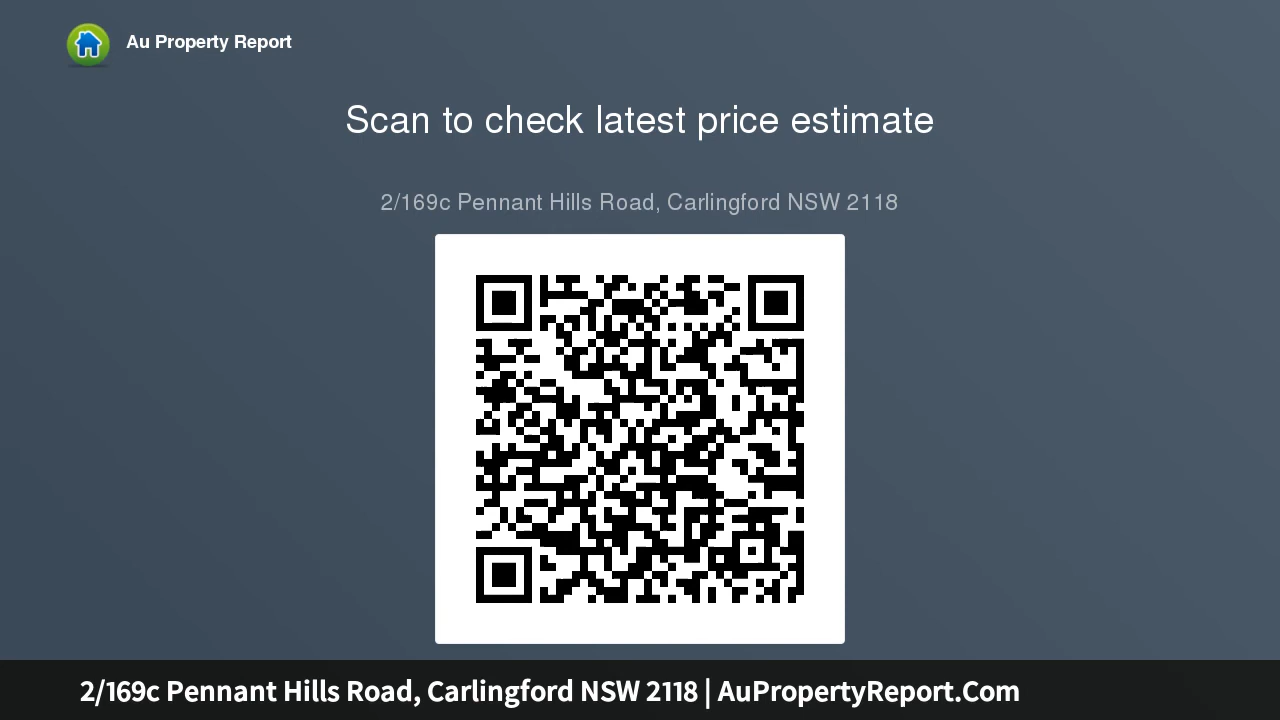 Au Property Report
Scan to check latest price estimate
2/169c Pennant Hills Road, Carlingford NSW 2118
2/169c Pennant Hills Road, Carlingford NSW 2118 | AuPropertyReport.Com